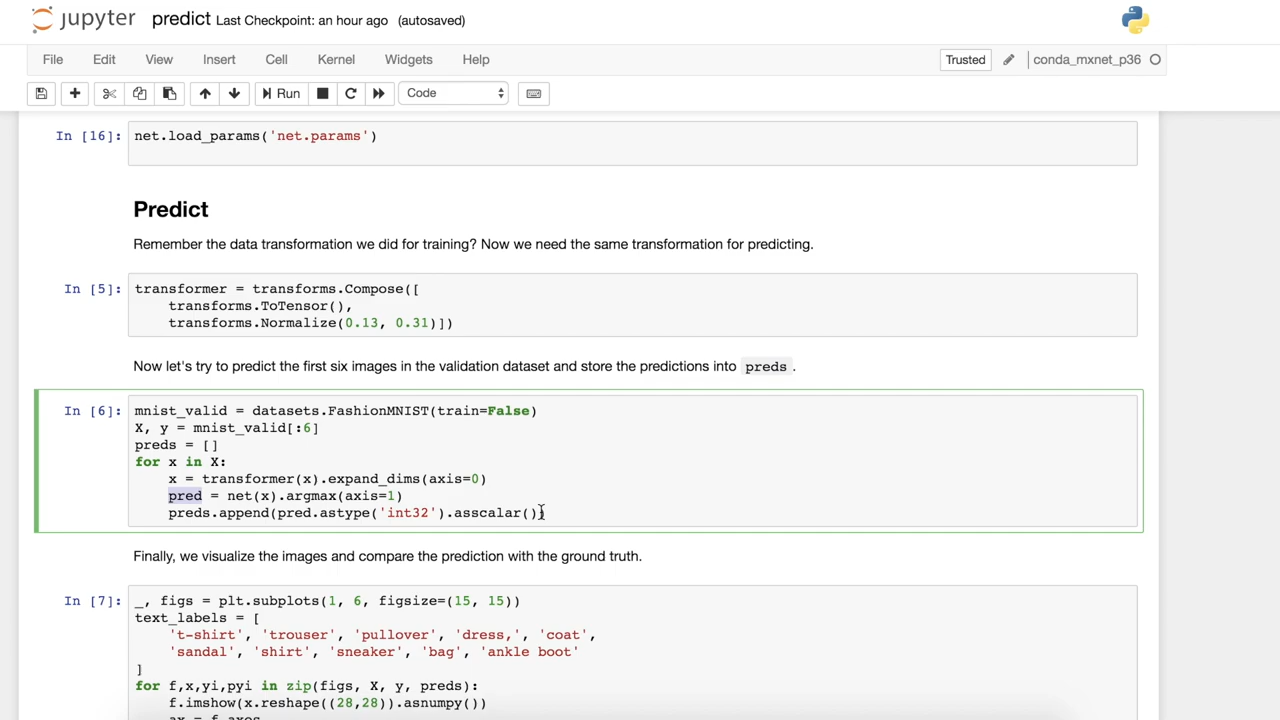 jupyter predict Last Checkpoint: an hour ago (autosaved)
File Edit View Insert Cell Kernel Widgets Help Trusted conda_mxnet_p36
Run Code
In [16]: net.load_params('net.params')
Predict
Remember the data transformation we did for training? Now we need the same transformation for predicting.
In [5]: transformer = transforms.Compose([
transforms.ToTensor(),
transforms.Normalize(0.13, 0.31)])
Now let's try to predict the first six images in the validation dataset and store the predictions into preds .
In [6]: mnist_valid = datasets.FashionMNIST(train=False)
X, y = mnist_valid[:6]
preds = []
for x in X:
x = transformer(x).expand_dims(axis=0)
pred = net(x).argmax(axis=1)
preds.append(pred.astype('int32').asscalar())
Finally, we visualize the images and compare the prediction with the ground truth.
In [7]: _, figs = plt.subplots(1, 6, figsize=(15, 15))
text_labels = [
't-shirt', 'trouser', 'pullover', 'dress,', 'coat',
'sandal', 'shirt', 'sneaker', 'bag', 'ankle boot'
]
for f,x,yi,pyi in zip(figs, X, y, preds):
f.imshow(x.reshape((28,28)).asnumpy())
ax = f.axes